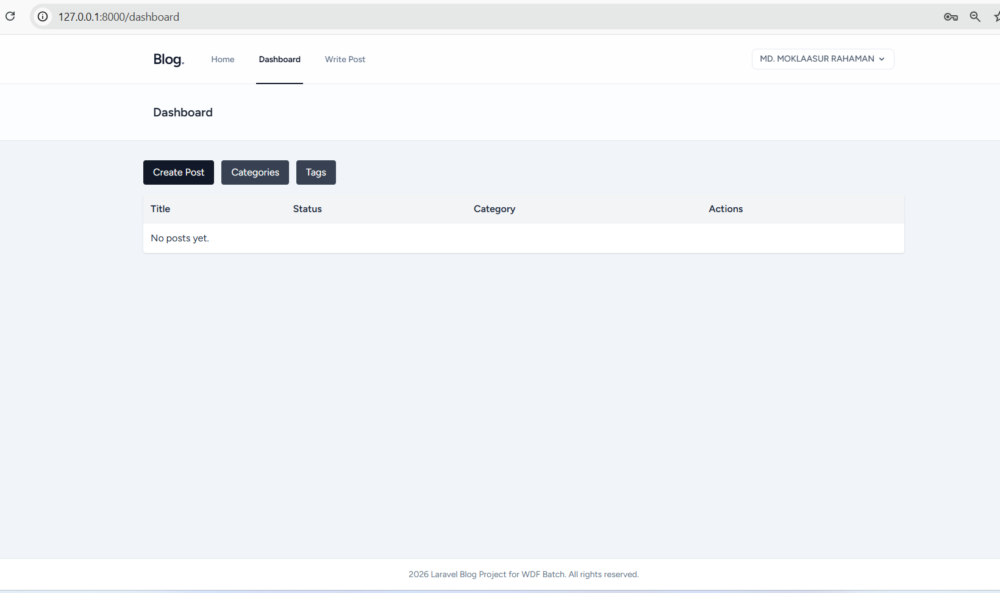 127.0.0.1:8000/dashboard
Blog. Home Dashboard Write Post MD. MOKLAASUR RAHAMAN
Dashboard
Create Post Categories Tags
Title Status Category Actions
No posts yet.
2026 Laravel Blog Project for WDF Batch. All rights reserved.